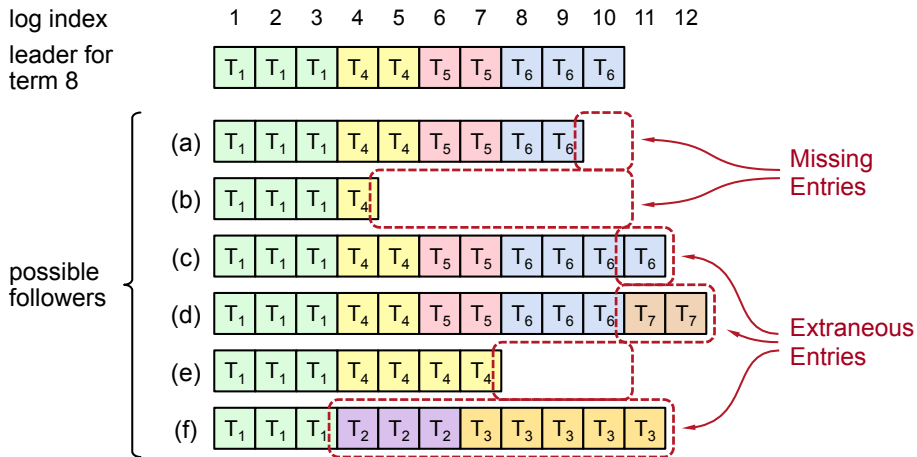 log index 1 2 3 4 5 6 7 8 9 10 11 12
leader for
term 8
T1 T1 T1 T4 T4 T5 T5 T6 T6 T6
possible
followers
(a) T1 T1 T1 T4 T4 T5 T5 T6 T6
(b) T1 T1 T1 T4
(c) T1 T1 T1 T4 T4 T5 T5 T6 T6 T6 T6
(d) T1 T1 T1 T4 T4 T5 T5 T6 T6 T6 T7 T7
(e) T1 T1 T1 T4 T4 T4 T4
(f) T1 T1 T1 T2 T2 T2 T3 T3 T3 T3 T3
Missing
Entries
Extraneous
Entries